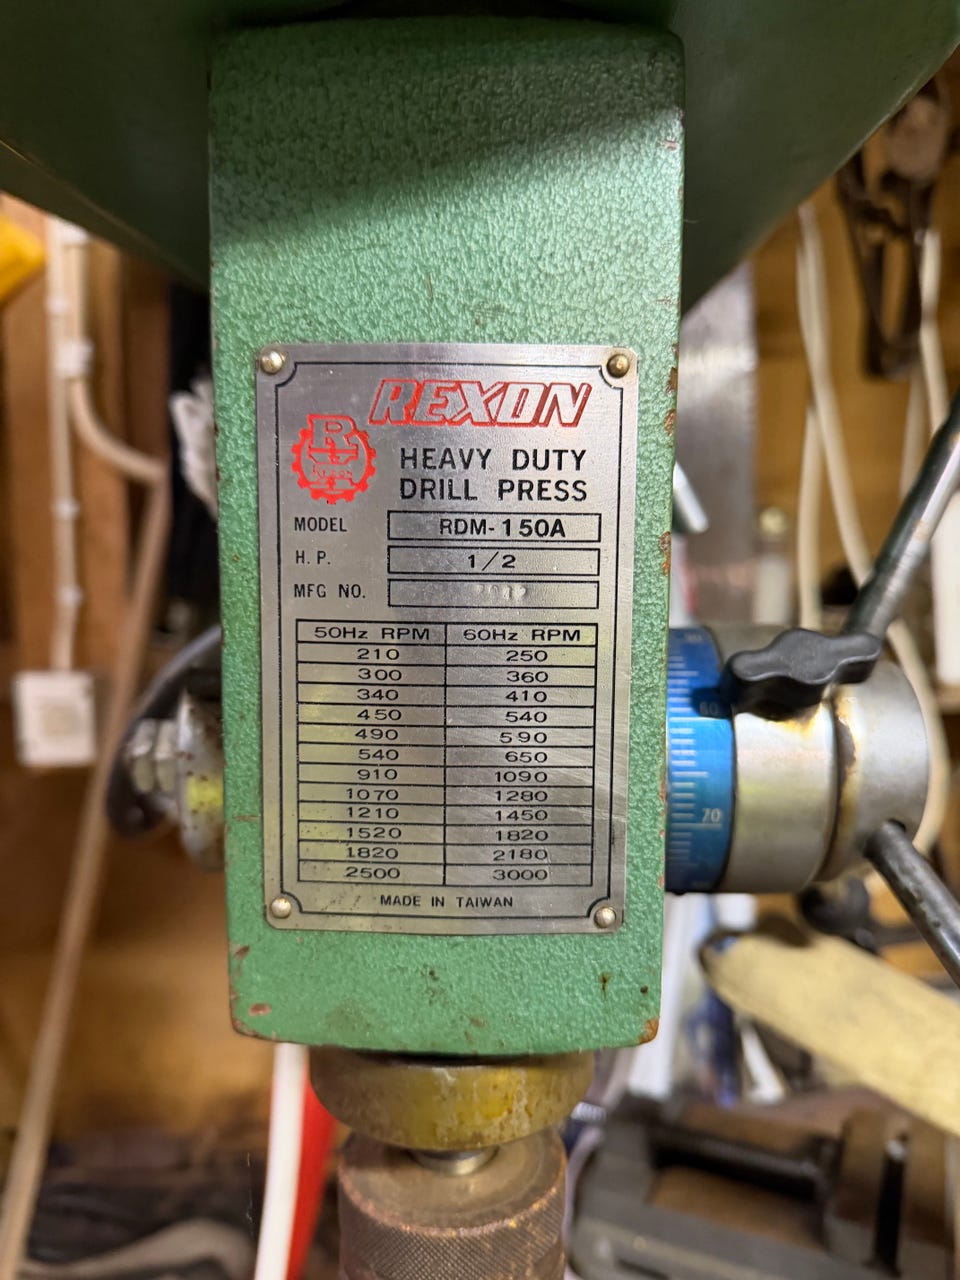 REXON
R
HEAVY DUTY
DRILL PRESS
MODEL RDM-150A
H.P. 1/2
MFG NO.
50Hz RPM 60Hz RPM
210 250
300 360
340 410
450 540
490 590
540 650
910 1090
1070 1280
1210 1450
1520 1820
1820 2180
2500 3000
MADE IN TAIWAN
60
70